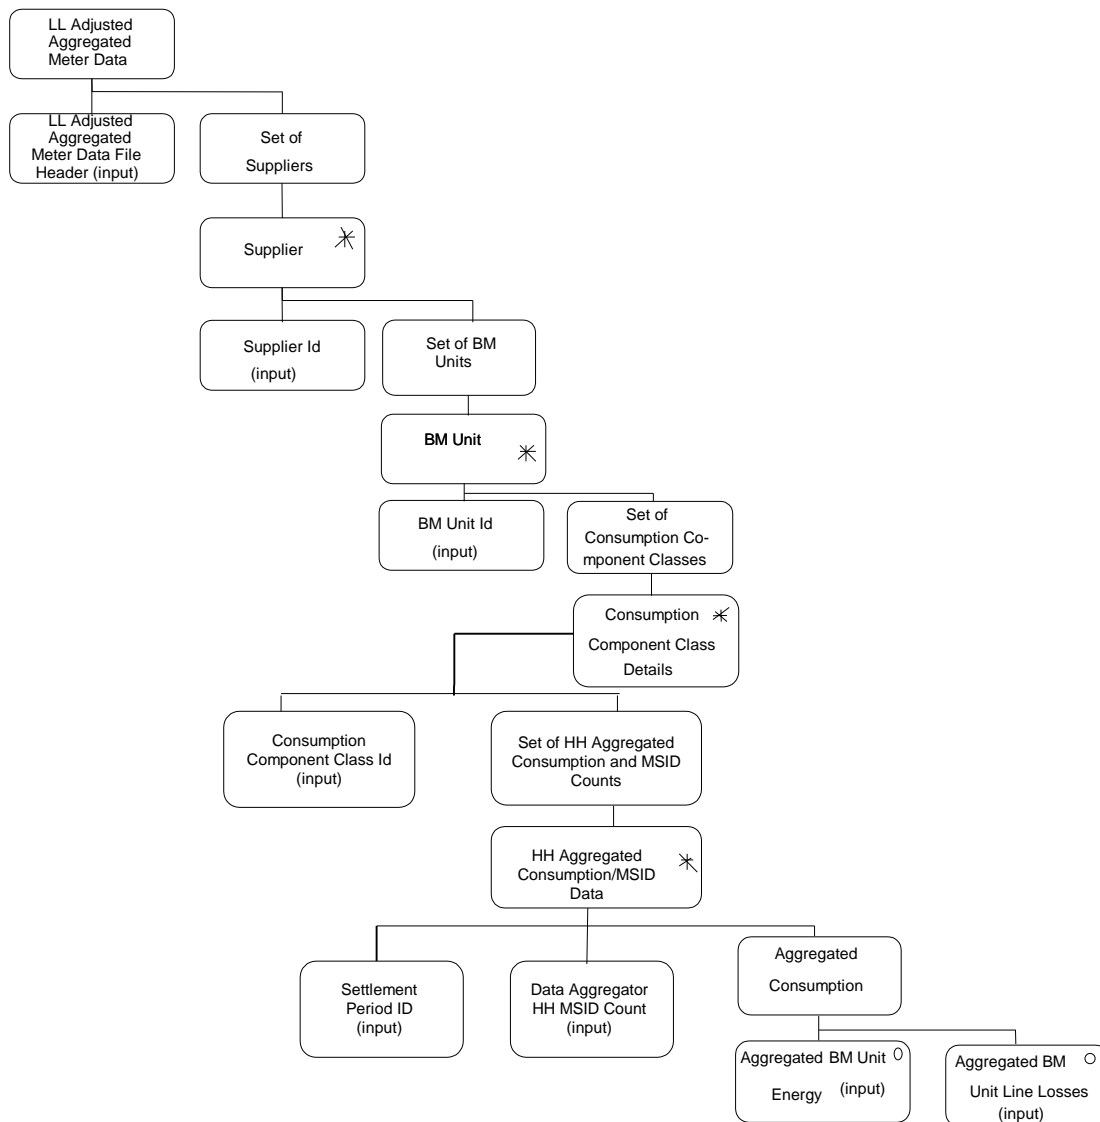 LL Adjusted
Aggregated
Meter Data
LL Adjusted
Aggregated
Meter Data File
Header (input)
Set of
Suppliers
Supplier
Supplier Id
(input)
Set of BM
Units
BM Unit
BM Unit Id
(input)
Set of
Consumption Co-
mponent Classes
Consumption
Component Class
Details
Consumption
Component Class Id
(input)
Set of HH Aggregated
Consumption and MSID
Counts
HH Aggregated
Consumption/MSID
Data
Settlement
Period ID
(input)
Data Aggregator
HH MSID Count
(input)
Aggregated
Consumption
Aggregated BM Unit
Energy (input)
Aggregated BM
Unit Line Losses
(input)